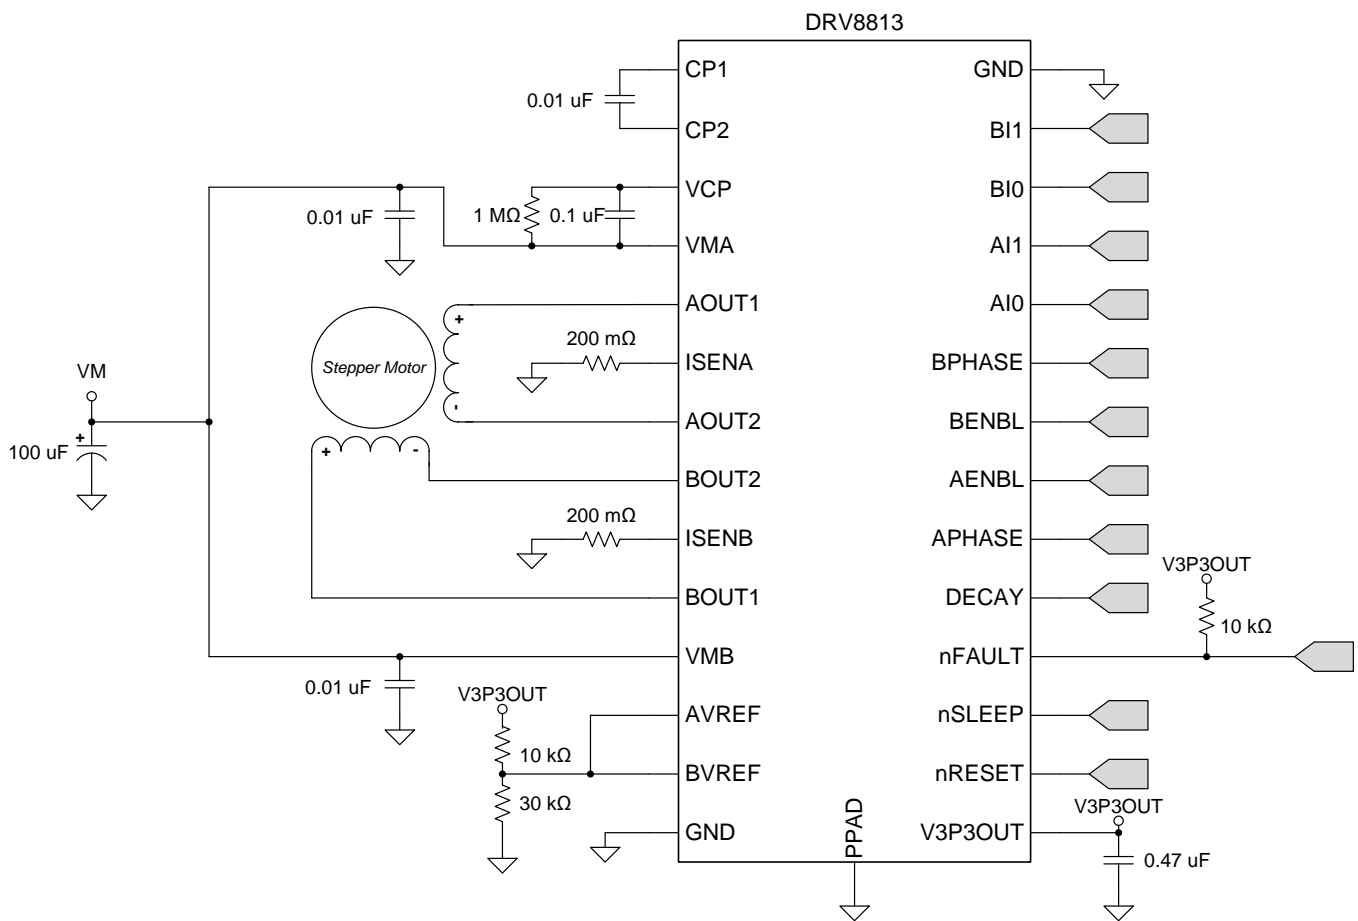 DRV8813
CP1
GND
0.01 uF
CP2
BI1
VCP
BI0
0.01 uF
1 MΩ
0.1 uF
VMA
AI1
AOUT1
AI0
+
200 mΩ
VM
Stepper Motor
ISENA
BPHASE
-
AOUT2
BENBL
+
100 uF
+
-
BOUT2
AENBL
200 mΩ
ISENB
APHASE
V3P3OUT
BOUT1
DECAY
10 kΩ
VMB
nFAULT
0.01 uF
V3P3OUT
AVREF
nSLEEP
10 kΩ
BVREF
nRESET
30 kΩ
V3P3OUT
GND
PPAD
V3P3OUT
0.47 uF